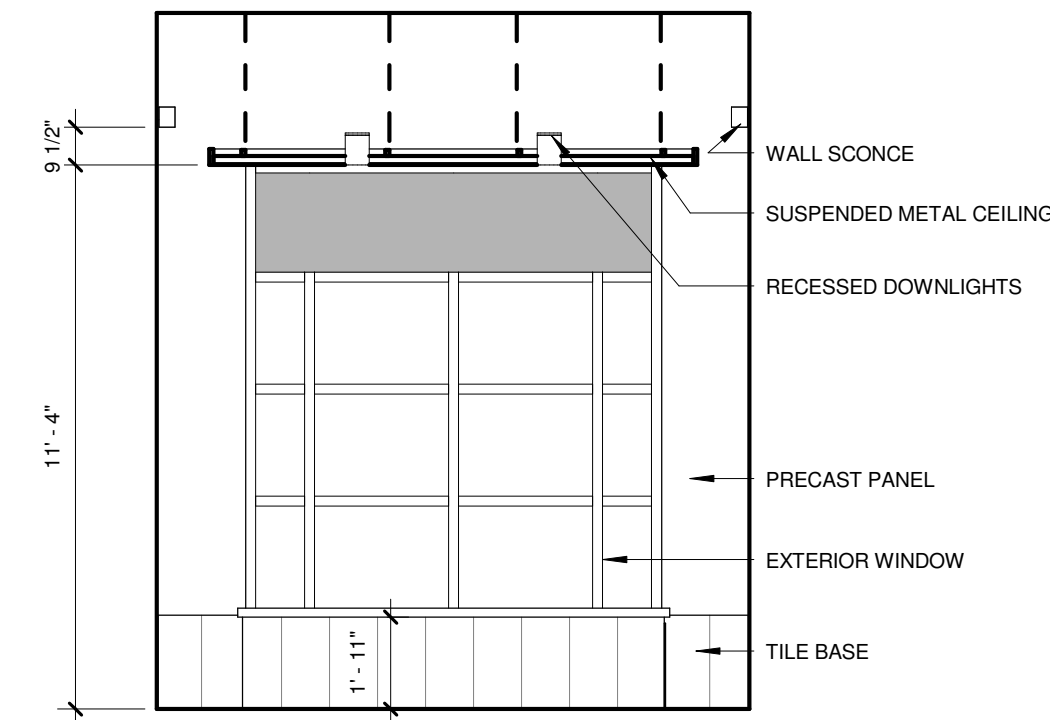 9 1/2"
WALL SCONCE
SUSPENDED METAL CEILING
RECESSED DOWNLIGHTS
11' - 4"
PRECAST PANEL
EXTERIOR WINDOW
1' - 11"
TILE BASE